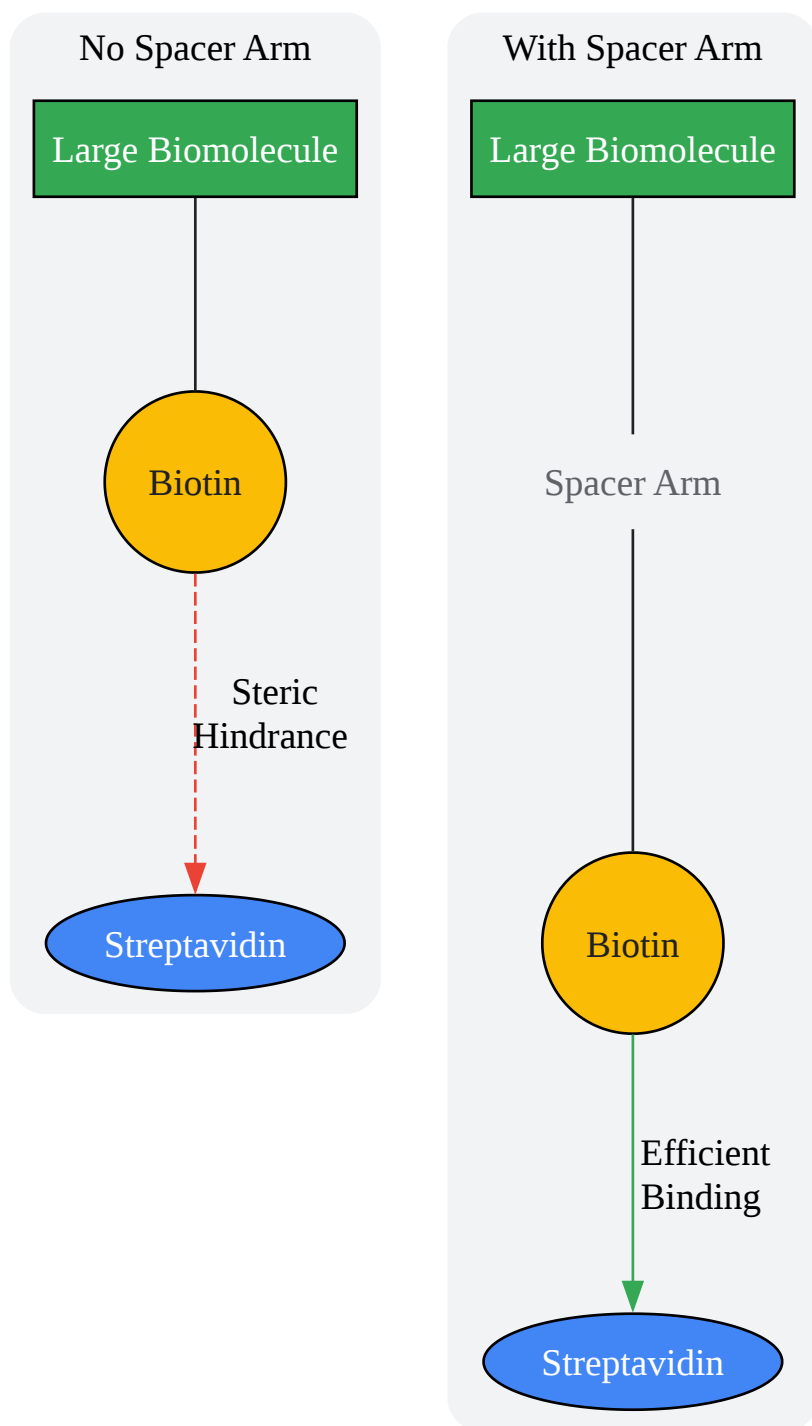 No Spacer Arm
Large Biomolecule
Biotin
Steric
Hindrance
Streptavidin
With Spacer Arm
Large Biomolecule
Spacer Arm
Biotin
Efficient
Binding
Streptavidin